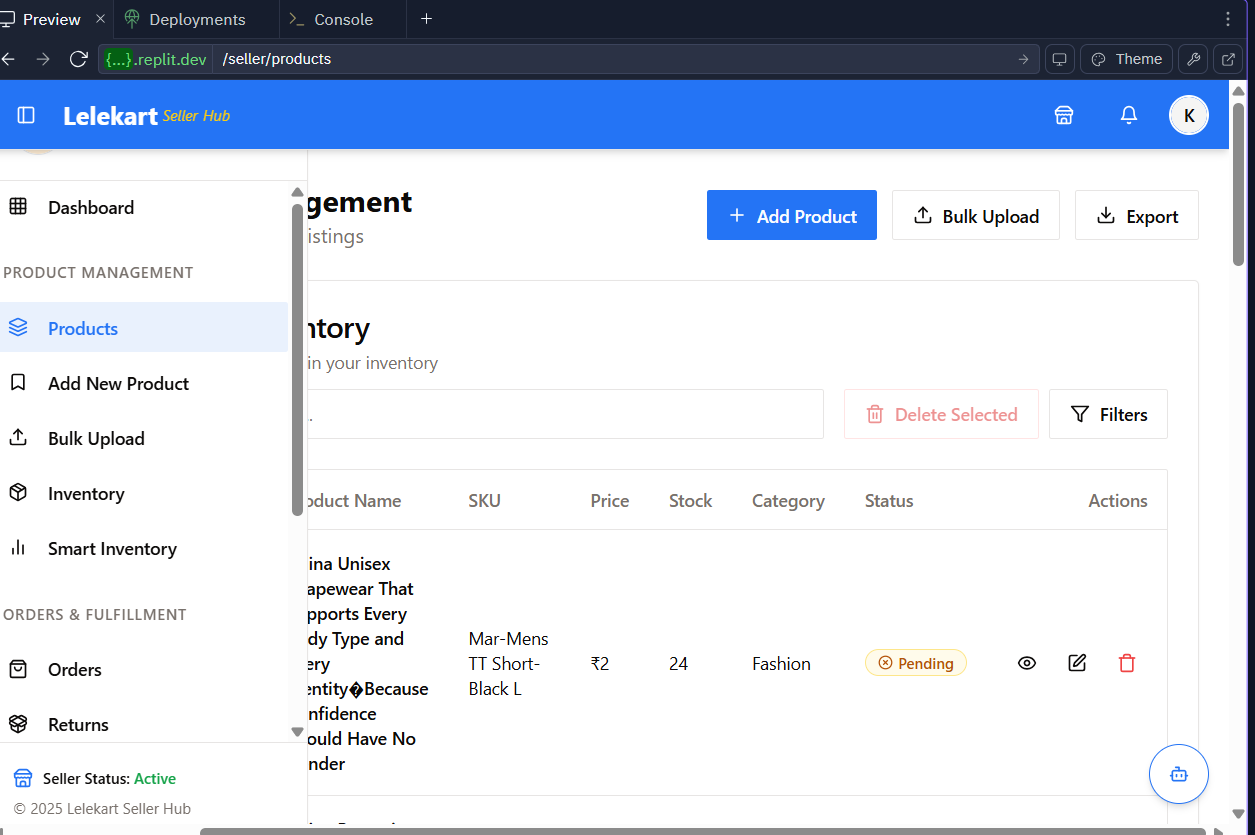 Preview
Deployments
Console
{...}.replit.dev
/seller/products
Theme
Lelekart Seller Hub
K
Dashboard
PRODUCT MANAGEMENT
Products
Add New Product
Bulk Upload
Inventory
Smart Inventory
ORDERS & FULFILLMENT
Orders
Returns
Seller Status: Active
© 2025 Lelekart Seller Hub
gement
istings
Add Product
Bulk Upload
Export
ntory
in your inventory
.
Delete Selected
Filters
oduct Name
SKU
Price
Stock
Category
Status
Actions
ina Unisex
apewear That
pports Every
dy Type and
ery
entity�Because
nfidence
ould Have No
nder
Mar-Mens
TT Short-
Black L
₹2
24
Fashion
Pending